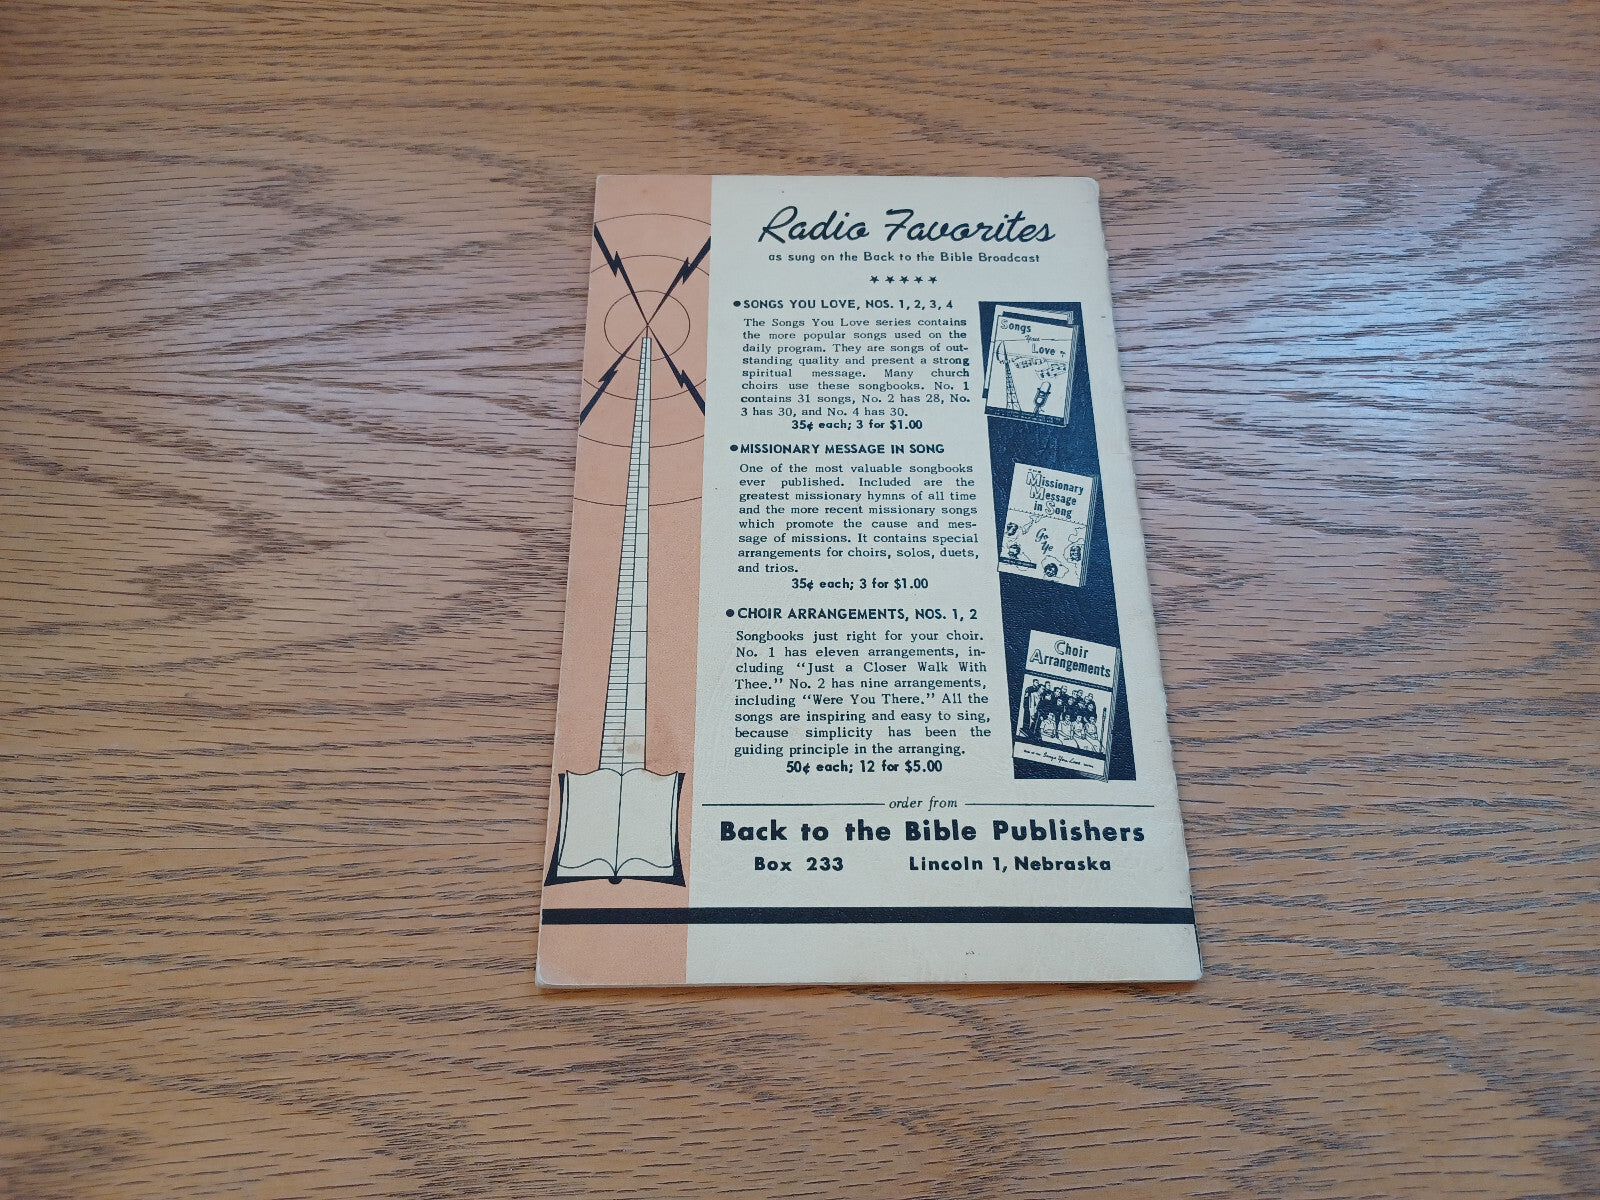 Radio Favorites
as sung on the Back to the Bible Broadcast
★ ★ ★ ★ ★
• SONGS YOU LOVE, NOS. 1, 2, 3, 4
The Songs You Love series contains
the more popular songs used on the
daily program. They are songs of out-
standing quality and present a strong
spiritual message. Many church
choirs use these songbooks. No. 1
contains 31 songs, No. 2 has 28, No.
3 has 30, and No. 4 has 30.
35¢ each; 3 for $1.00
• MISSIONARY MESSAGE IN SONG
One of the most valuable songbooks
ever published. Included are the
greatest missionary hymns of all time
and the more recent missionary songs
which promote the cause and mes-
sage of missions. It contains special
arrangements for choirs, solos, duets,
and trios.
35¢ each; 3 for $1.00
• CHOIR ARRANGEMENTS, NOS. 1, 2
Songbooks just right for your choir.
No. 1 has eleven arrangements, in-
cluding "Just a Closer Walk With
Thee." No. 2 has nine arrangements,
including "Were You There." All the
songs are inspiring and easy to sing,
because simplicity has been the
guiding principle in the arranging.
50¢ each; 12 for $5.00
Songs
You
Love
Missionary
Message
in Song
Go
Ye
Choir
Arrangements
Songs You Love
order from
Back to the Bible Publishers
Box 233 Lincoln 1, Nebraska